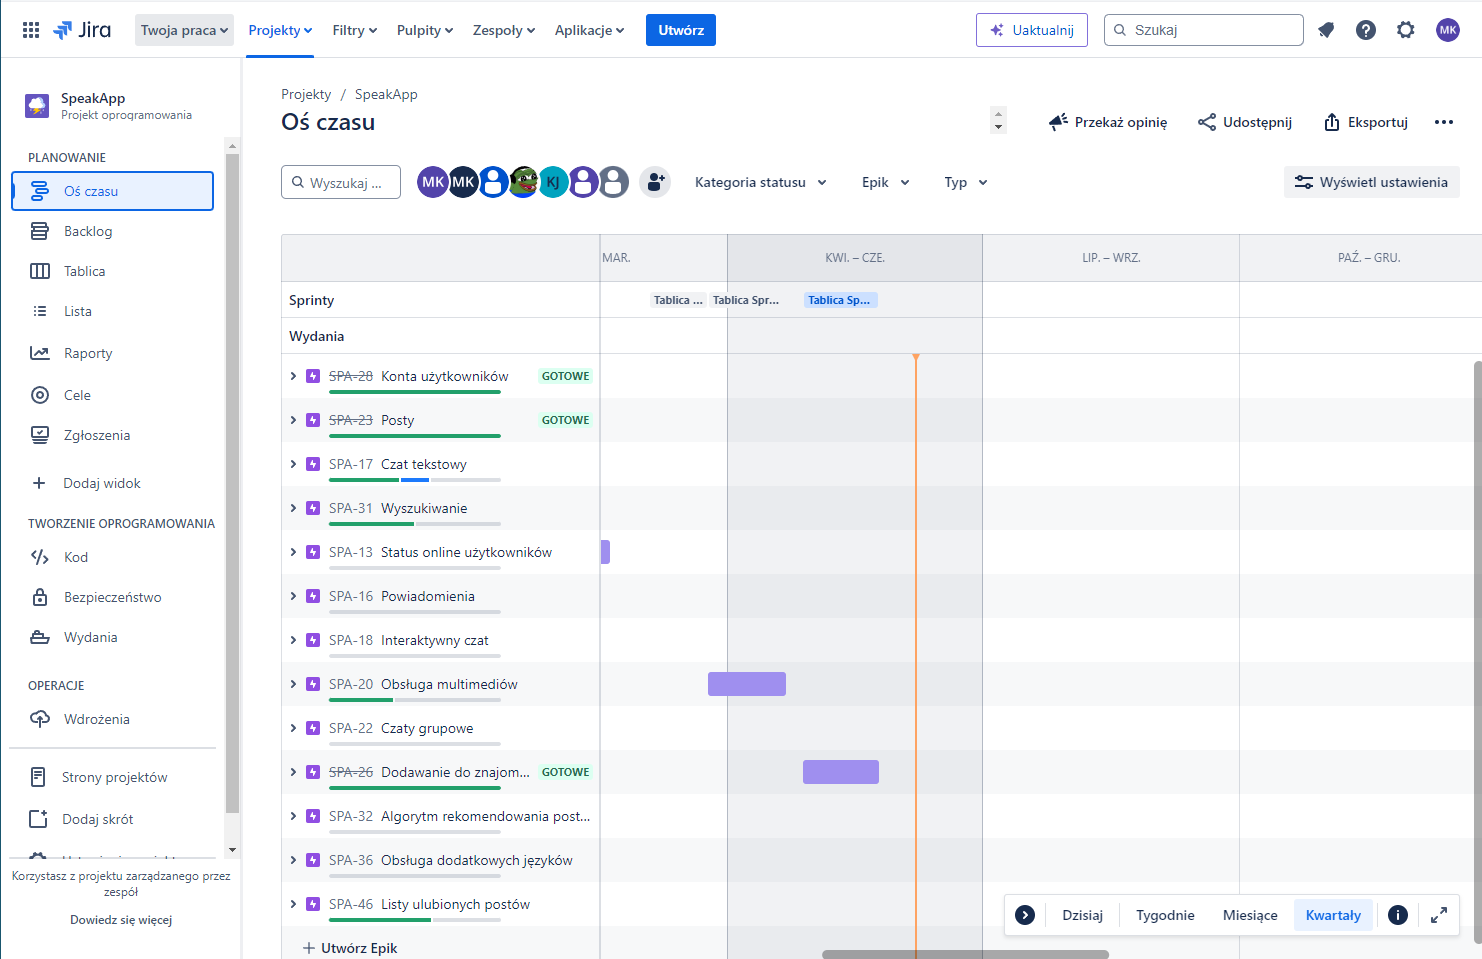 Jira
Twoja praca
Projekty
Filtry
Pulpity
Zespoły
Aplikacje
Utwórz
Uaktualnij
Szukaj
MK
SpeakApp
Projekt oprogramowania
PLANOWANIE
Oś czasu
Backlog
Tablica
Lista
Raporty
Cele
Zgłoszenia
Dodaj widok
TWORZENIE OPROGRAMOWANIA
Kod
Bezpieczeństwo
Wydania
OPERACJE
Wdrożenia
Strony projektów
Dodaj skrót
Korzystasz z projektu zarządzanego przez
zespół
Dowiedz się więcej
Projekty / SpeakApp
Oś czasu
Przekaż opinię
Udostępnij
Eksportuj
Wyszukaj ...
MK
MK
KJ
Kategoria statusu
Epik
Typ
Wyświetl ustawienia
MAR.
KWI. – CZE.
LIP. – WRZ.
PAŹ. – GRU.
Sprinty
Tablica ...
Tablica Spr...
Tablica Sp...
Wydania
SPA-28 Konta użytkowników GOTOWE
SPA-23 Posty GOTOWE
SPA-17 Czat tekstowy
SPA-31 Wyszukiwanie
SPA-13 Status online użytkowników
SPA-16 Powiadomienia
SPA-18 Interaktywny czat
SPA-20 Obsługa multimediów
SPA-22 Czaty grupowe
SPA-26 Dodawanie do znajom... GOTOWE
SPA-32 Algorytm rekomendowania post...
SPA-36 Obsługa dodatkowych języków
SPA-46 Listy ulubionych postów
Utwórz Epik
Dzisiaj
Tygodnie
Miesiące
Kwartały